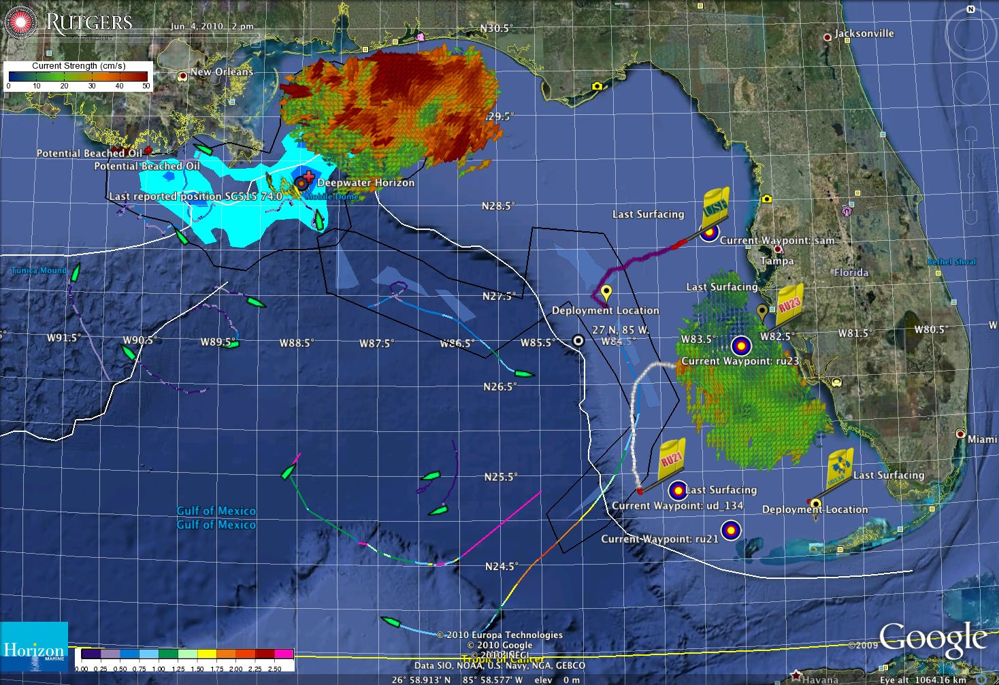 RUTGERS
Jun 4, 2010 2 pm
N30.5°
Jacksonville
Current Strength (cm/s)
0 10 20 30 40 50
New Orleans
29.5°
Potential Beached Oil
Potential Beached Oil
Deepwater Horizon
Last reported position SG515 74:0
Mobile Dome
N28.5°
Last Surfacing
USF
Current Waypoint: sam
Tampa
Bethel Shoal
Tunica Mound
Florida
Last Surfacing
N27.5°
RU23
Deployment Location
27 N, 85 W.
W91.5°
W90.5°
W89.5°
W88.5°
W87.5°
W86.5°
W85.5°
W84.5°
W83.5°
W82.5°
W81.5°
W80.5°
Current Waypoint: ru23
N26.5°
Miami
RU21
N25.5°
UD134
Last Surfacing
Last Surfacing
Current Waypoint: ud_134
Deployment Location
Gulf of Mexico
Gulf of Mexico
Current Waypoint: ru21
N24.5°
Horizon
MARINE
0.00 0.25 0.50 0.75 1.00 1.25 1.50 1.75 2.00 2.25 2.50
© 2010 Europa Technologies
© 2010 Google
© 2010 INEGI
Tropic of Cancer
Data SIO, NOAA, U.S. Navy, NGA, GEBCO
26° 58.913' N 85° 58.577' W elev 0 m
©2009 Google
Havana
Eye alt 1064.16 km
N